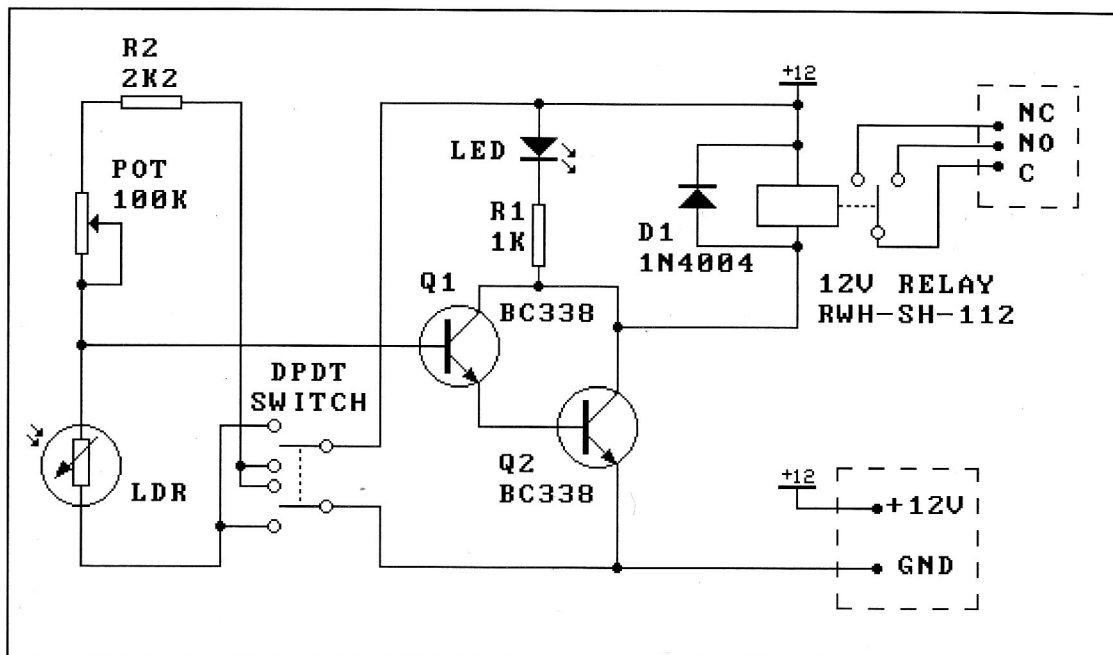 R2
2K2
POT
100K
LED
R1
1K
+12
NC
NO
C
D1
1N4004
12V RELAY
RWH-SH-112
Q1
BC338
DPDT
SWITCH
LDR
Q2
BC338
+12
+12V
GND